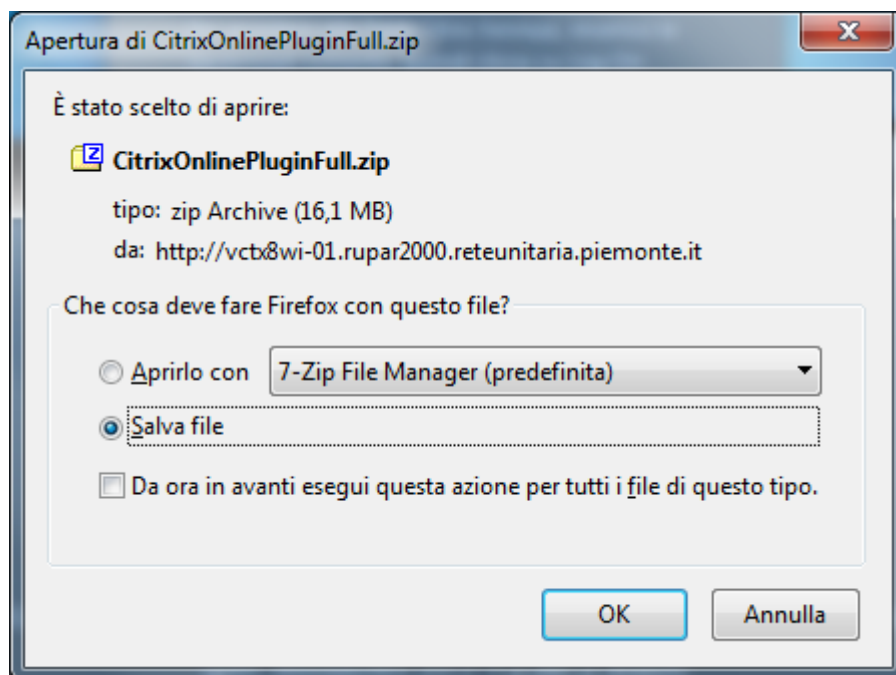 Apertura di CitrixOnlinePluginFull.zip
È stato scelto di aprire:
CitrixOnlinePluginFull.zip
tipo: zip Archive (16,1 MB)
da: http://vctx8wi-01.rupar2000.reteunitaria.piemonte.it
Che cosa deve fare Firefox con questo file?
Aprirlo con 7-Zip File Manager (predefinita)
Salva file
Da ora in avanti esegui questa azione per tutti i file di questo tipo.
OK Annulla